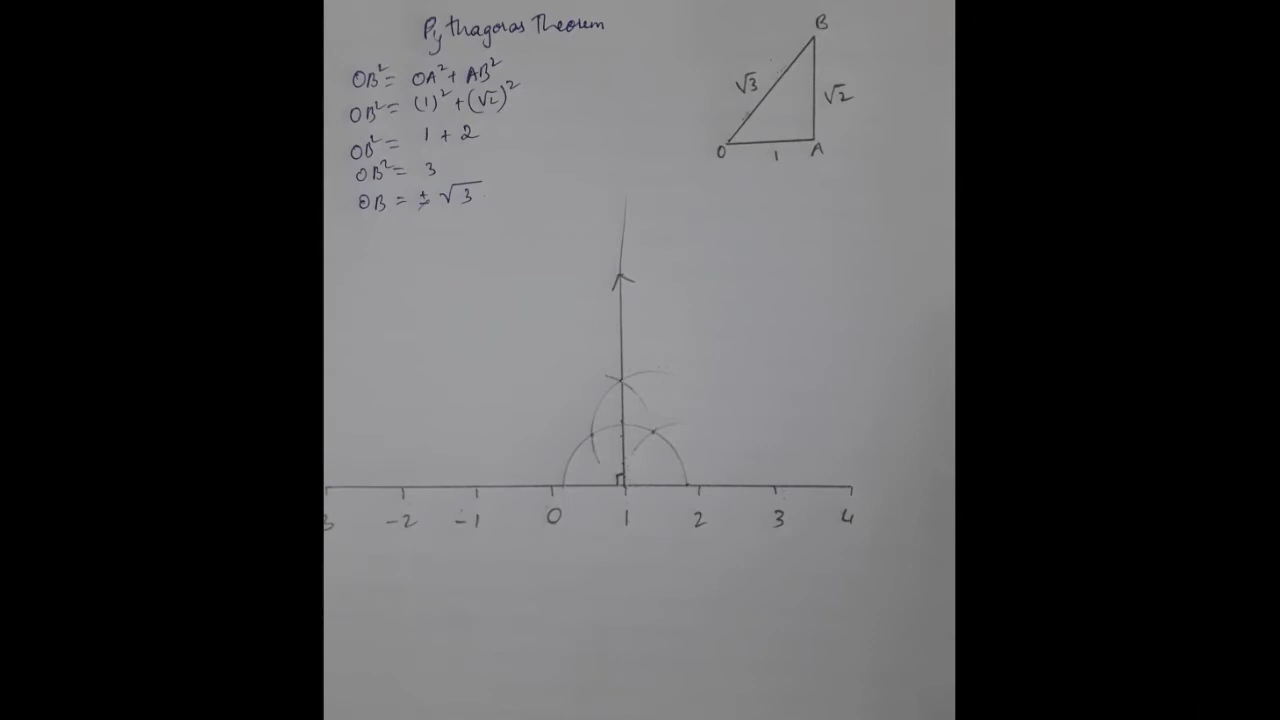 Pythagoras Theorem
OB² = OA² + AB²
OB² = (1)² + (√2)²
OB² = 1 + 2
OB² = 3
OB = ± √3
B
√3
√2
O
1
A
3 -2 -1 0 1 2 3 4